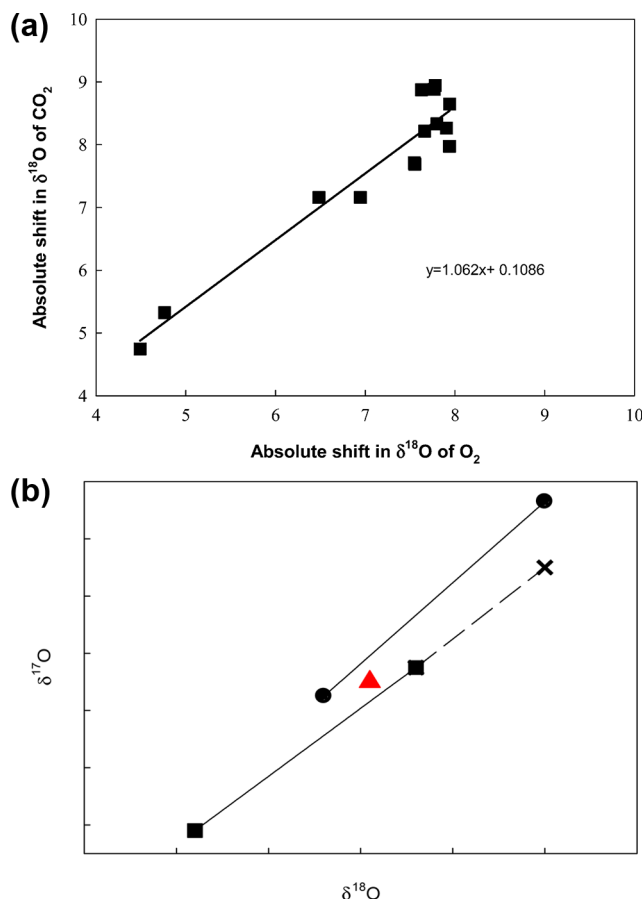 (a)
10
9
8
7
6
5
4
Absolute shift in δ¹⁸O of CO₂
y=1.062x+ 0.1086
4 5 6 7 8 9 10
Absolute shift in δ¹⁸O of O₂
(b)
δ¹⁷O
δ¹⁸O